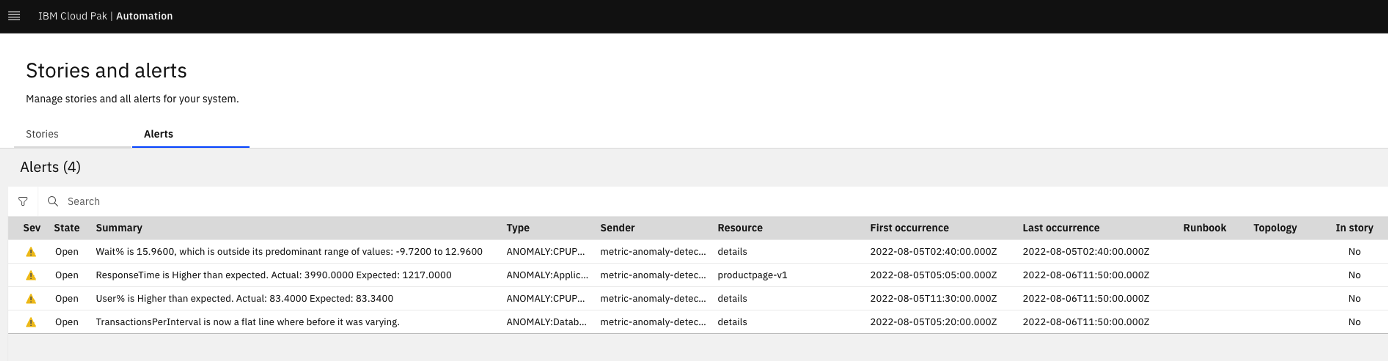 IBM Cloud Pak | Automation
Stories and alerts
Manage stories and all alerts for your system.
Stories Alerts
Alerts (4)
Search
Sev State Summary Type Sender Resource First occurrence Last occurrence Runbook Topology In story
Open Wait% is 15.9600, which is outside its predominant range of values: -9.7200 to 12.9600 ANOMALY:CPUP... metric-anomaly-detec... details 2022-08-05T02:40:00.000Z 2022-08-05T02:40:00.000Z No
Open ResponseTime is Higher than expected. Actual: 3990.0000 Expected: 1217.0000 ANOMALY:Applic... metric-anomaly-detec... productpage-v1 2022-08-05T05:05:00.000Z 2022-08-06T11:50:00.000Z No
Open User% is Higher than expected. Actual: 83.4000 Expected: 83.3400 ANOMALY:CPUP... metric-anomaly-detec... details 2022-08-05T11:30:00.000Z 2022-08-06T11:50:00.000Z No
Open TransactionsPerInterval is now a flat line where before it was varying. ANOMALY:Datab... metric-anomaly-detec... details 2022-08-05T05:20:00.000Z 2022-08-06T11:50:00.000Z No